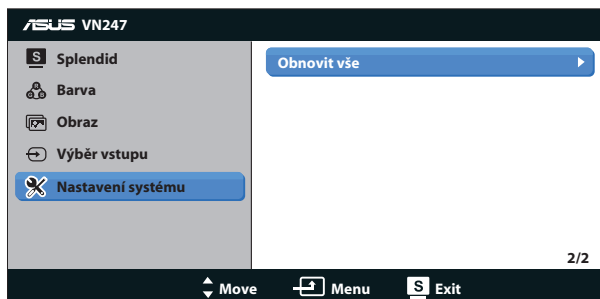 ASUS VN247
S Splendid
Barva
Obraz
Výběr vstupu
Nastavení systému
Obnovit vše
2/2
Move Menu S Exit